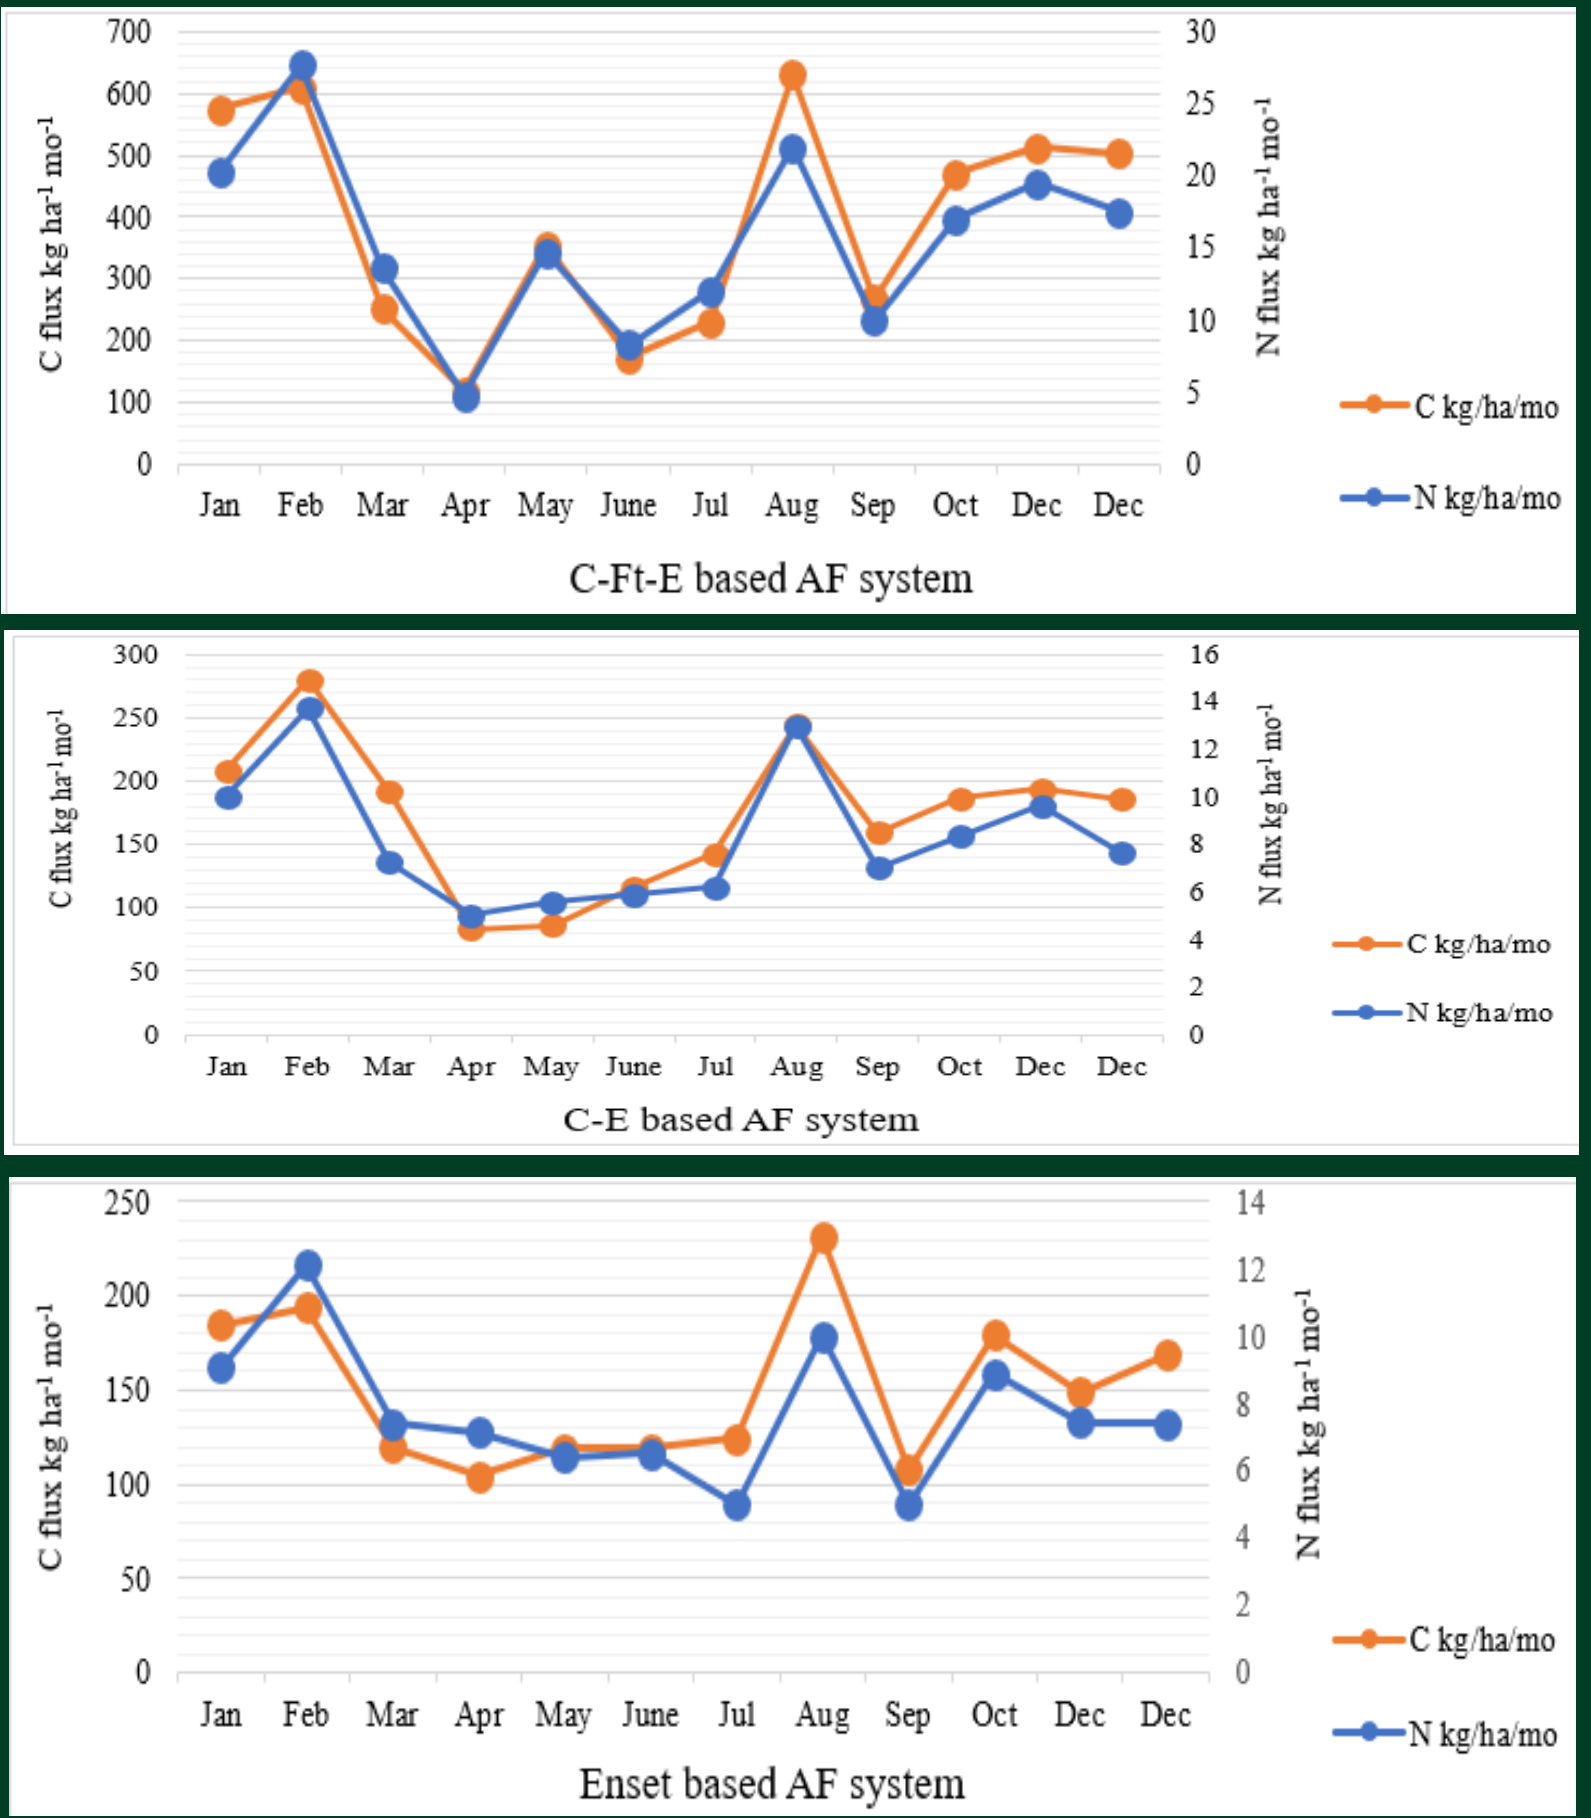 700
600
500
400
300
200
100
0
C flux kg ha⁻¹ mo⁻¹
30
25
20
15
10
5
0
N flux kg ha⁻¹ mo⁻¹
Jan Feb Mar Apr May June Jul Aug Sep Oct Dec Dec
C-Ft-E based AF system
C kg/ha/mo
N kg/ha/mo
300
250
200
150
100
50
0
C flux kg ha⁻¹ mo⁻¹
16
14
12
10
8
6
4
2
0
N flux kg ha⁻¹ mo⁻¹
Jan Feb Mar Apr May June Jul Aug Sep Oct Dec Dec
C-E based AF system
C kg/ha/mo
N kg/ha/mo
250
200
150
100
50
0
C flux kg ha⁻¹ mo⁻¹
14
12
10
8
6
4
2
0
N flux kg ha⁻¹ mo⁻¹
Jan Feb Mar Apr May June Jul Aug Sep Oct Dec Dec
Enset based AF system
C kg/ha/mo
N kg/ha/mo